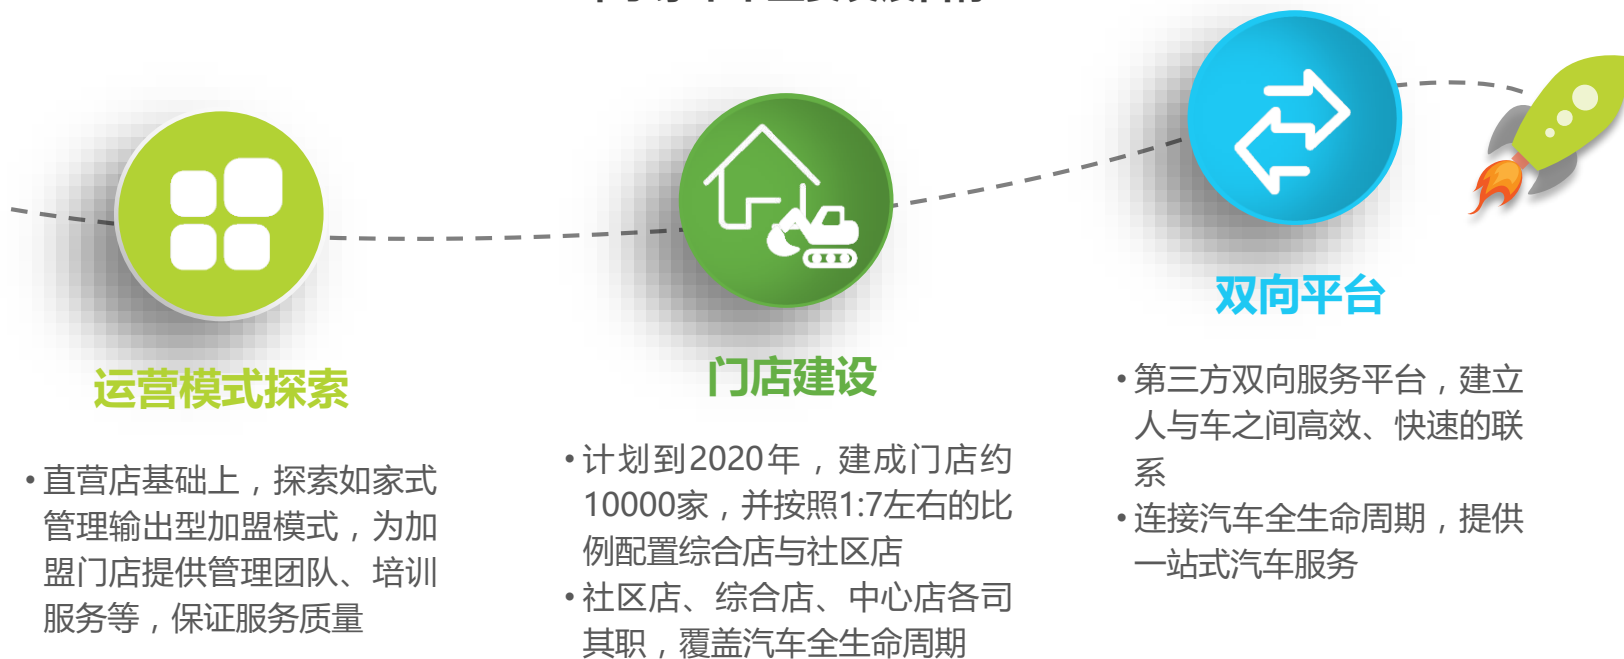 运营模式探索
• 直营店基础上，探索如家式
管理输出型加盟模式，为加
盟门店提供管理团队、培训
服务等，保证服务质量
门店建设
• 计划到2020年，建成门店约
10000家，并按照1:7左右的比
例配置综合店与社区店
• 社区店、综合店、中心店各司
其职，覆盖汽车全生命周期
双向平台
• 第三方双向服务平台，建立
人与车之间高效、快速的联
系
• 连接汽车全生命周期，提供
一站式汽车服务